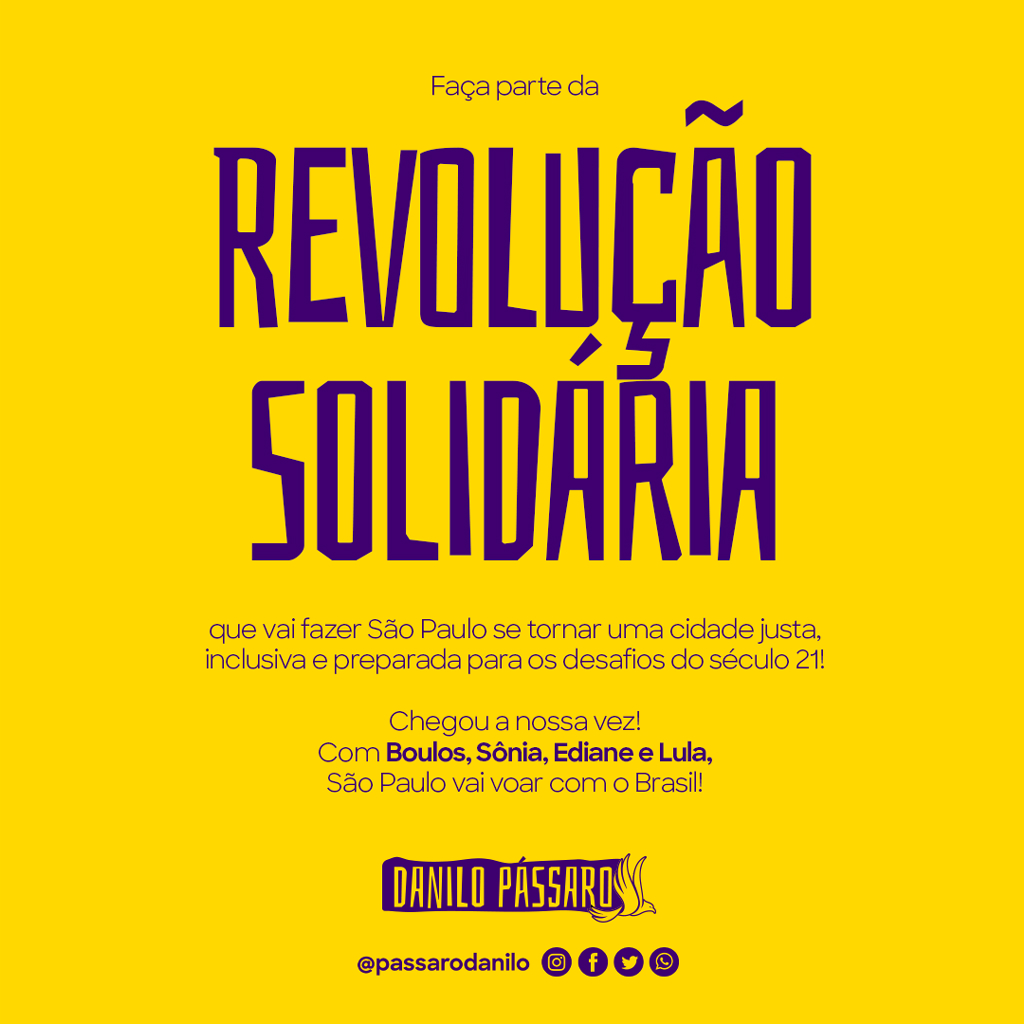 Faça parte da
REVOLUÇÃO
SOLIDÁRIA
que vai fazer São Paulo se tornar uma cidade justa,
inclusiva e preparada para os desafios do século 21!
Chegou a nossa vez!
Com Boulos, Sônia, Ediane e Lula,
São Paulo vai voar com o Brasil!
DANILO PÁSSARO
@passarodanilo